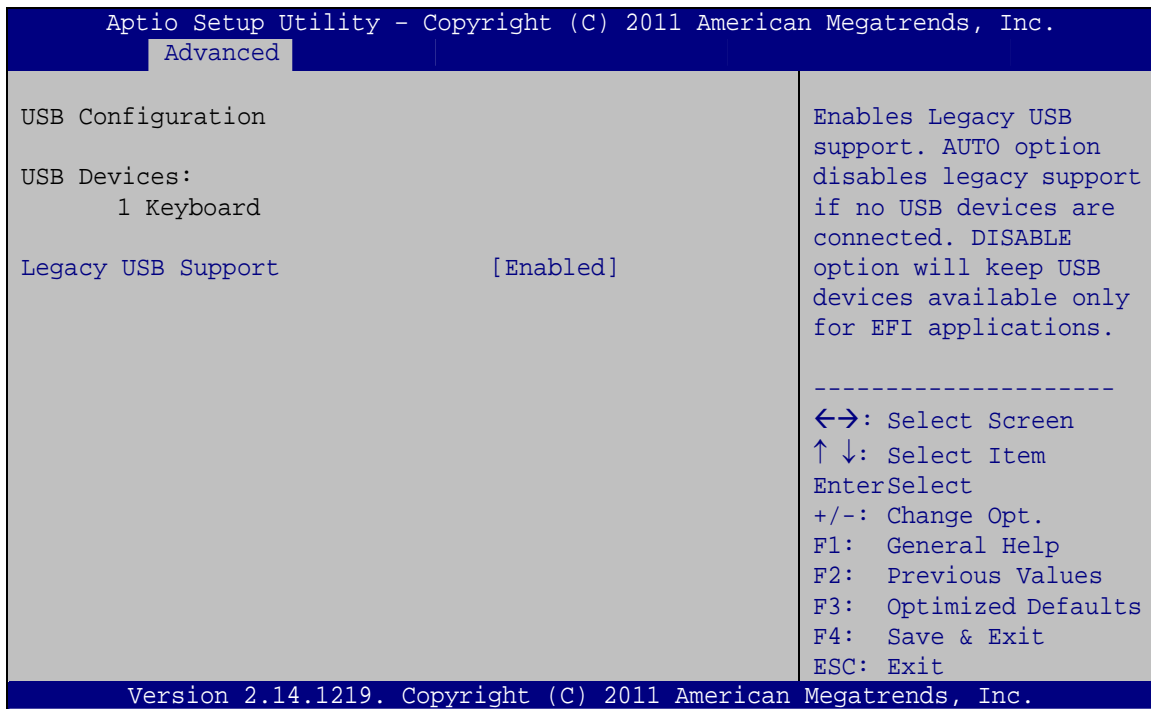 Aptio Setup Utility – Copyright (C) 2011 American Megatrends, Inc.
Advanced
USB Configuration
USB Devices:
1 Keyboard
Legacy USB Support [Enabled]
Enables Legacy USB
support. AUTO option
disables legacy support
if no USB devices are
connected. DISABLE
option will keep USB
devices available only
for EFI applications.
---------------------
←→: Select Screen
↑ ↓: Select Item
EnterSelect
+/-: Change Opt.
F1: General Help
F2: Previous Values
F3: Optimized Defaults
F4: Save & Exit
ESC: Exit
Version 2.14.1219. Copyright (C) 2011 American Megatrends, Inc.